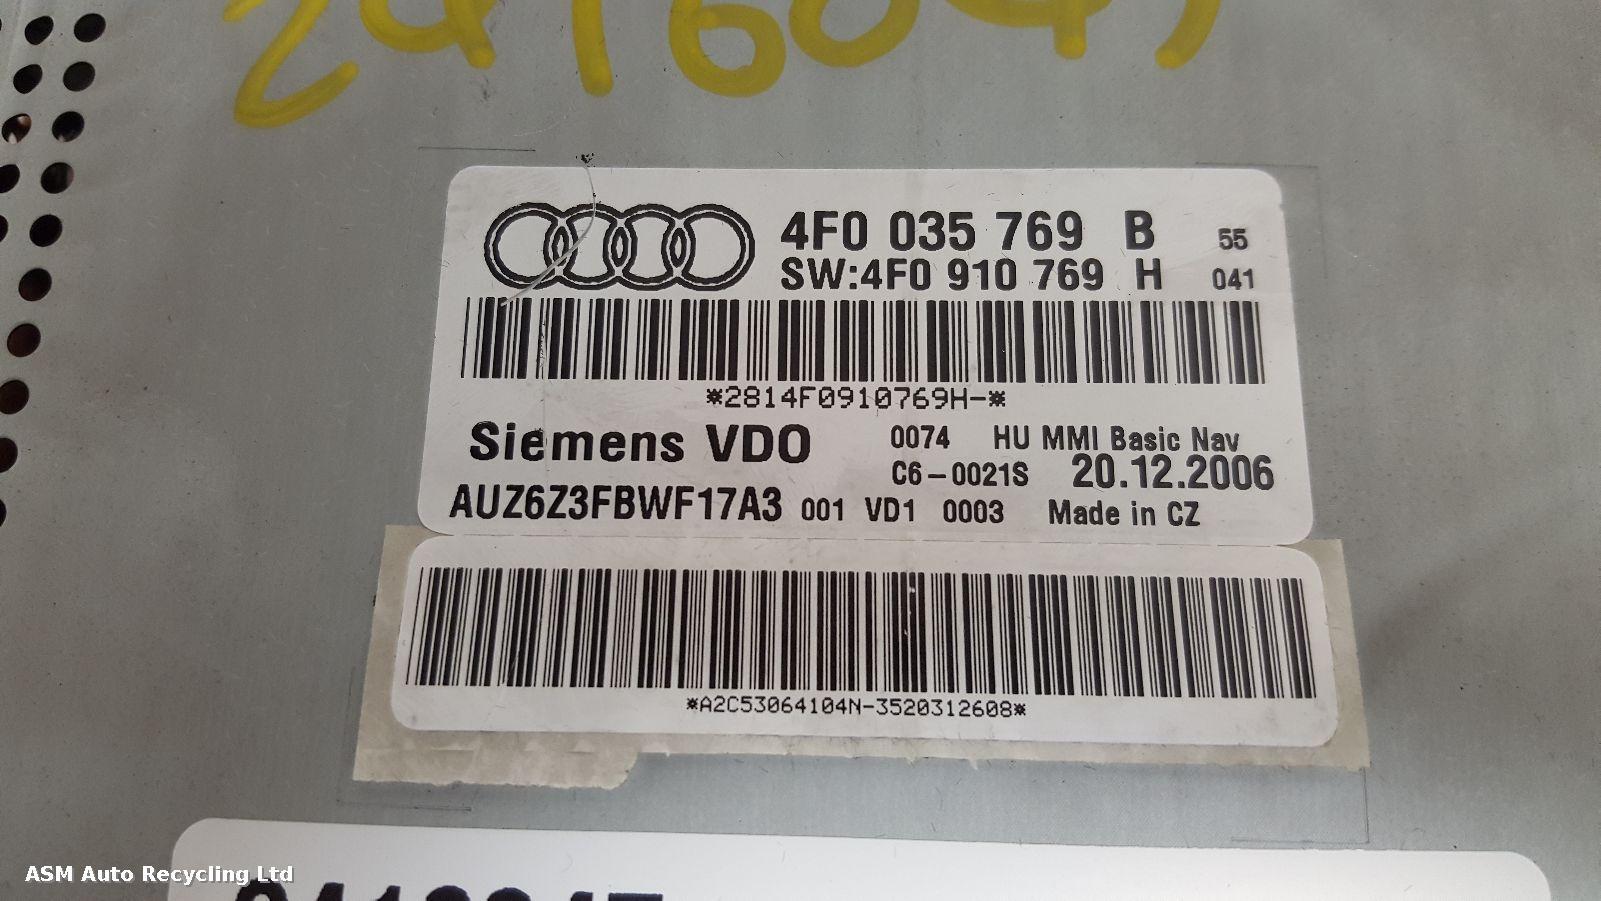 4F0 035 769 B 55
SW:4F0 910 769 H 041
*2814F0910769H-*
Siemens VDO 0074 HU MMI Basic Nav
C6-0021S 20.12.2006
AUZ6Z3FBWF17A3 001 VD1 0003 Made in CZ
*A2C53064104N-3520312608*
ASM Auto Recycling Ltd